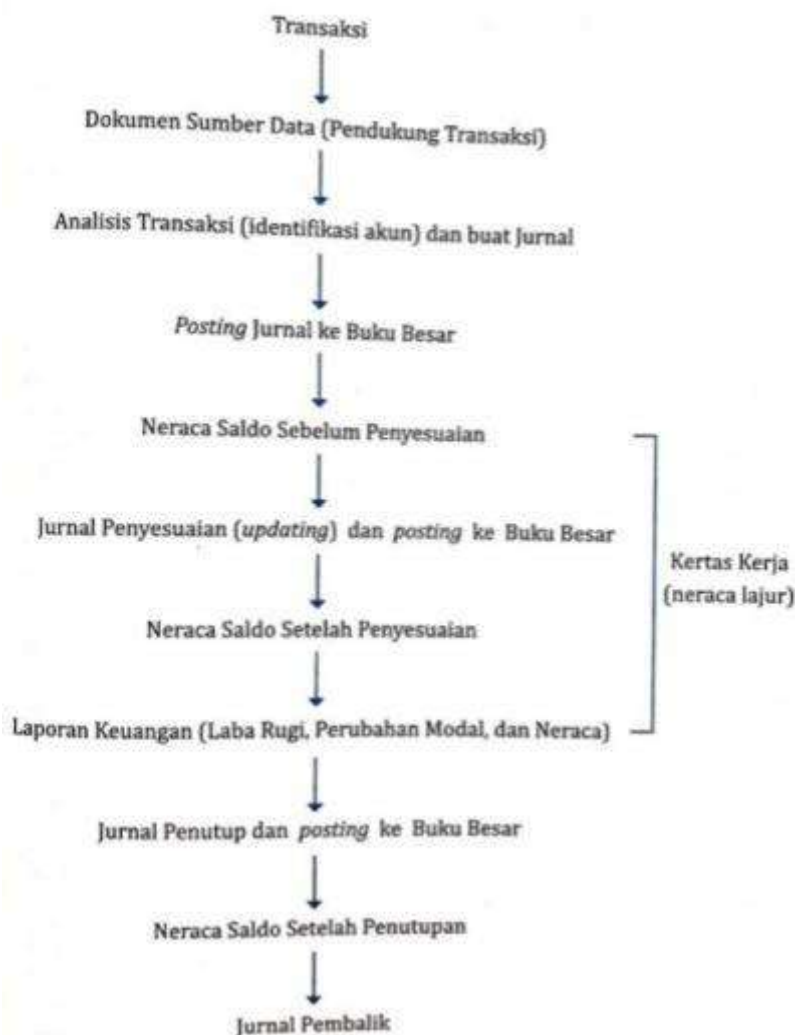 Transaksi
Dokumen Sumber Data (Pendukung Transaksi)
Analisis Transaksi (identifikasi akun) dan buat Jurnal
Posting Jurnal ke Buku Besar
Neraca Saldo Sebelum Penyesuaian
Jurnal Penyesuaian (updating) dan posting ke Buku Besar
Kertas Kerja
(neraca lajur)
Neraca Saldo Setelah Penyesuaian
Laporan Keuangan (Laba Rugi, Perubahan Modal, dan Neraca)
Jurnal Penutup dan posting ke Buku Besar
Neraca Saldo Setelah Penutupan
Jurnal Pembalik